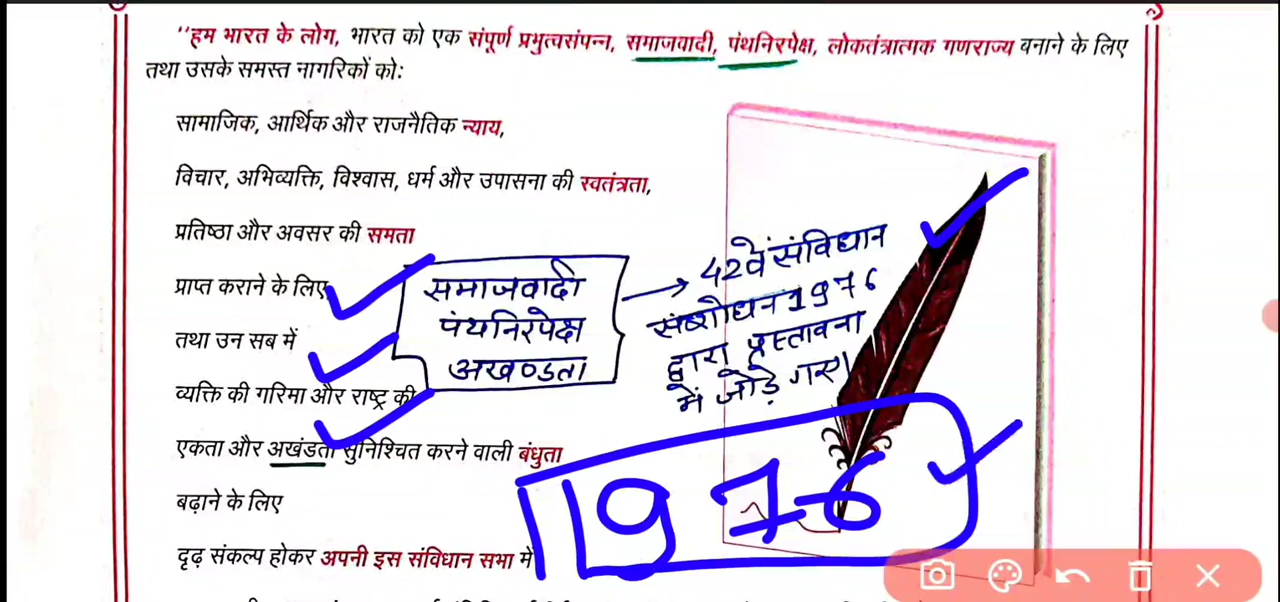 "हम भारत के लोग, भारत को एक संपूर्ण प्रभुत्वसंपन्न, समाजवादी, पंथनिरपेक्ष, लोकतंत्रात्मक गणराज्य बनाने के लिए
तथा उसके समस्त नागरिकों को:
सामाजिक, आर्थिक और राजनैतिक न्याय,
विचार, अभिव्यक्ति, विश्वास, धर्म और उपासना की स्वतंत्रता,
प्रतिष्ठा और अवसर की समता
प्राप्त कराने के लिए
तथा उन सब में
व्यक्ति की गरिमा और राष्ट्र की
एकता और अखंडता सुनिश्चित करने वाली बंधुता
बढ़ाने के लिए
दृढ़ संकल्प होकर अपनी इस संविधान सभा में
समाजवादी
पंथनिरपेक्ष
अखण्डता
42वें संविधान
संशोधन 1976
द्वारा प्रस्तावना
में जोड़े गए।
1976